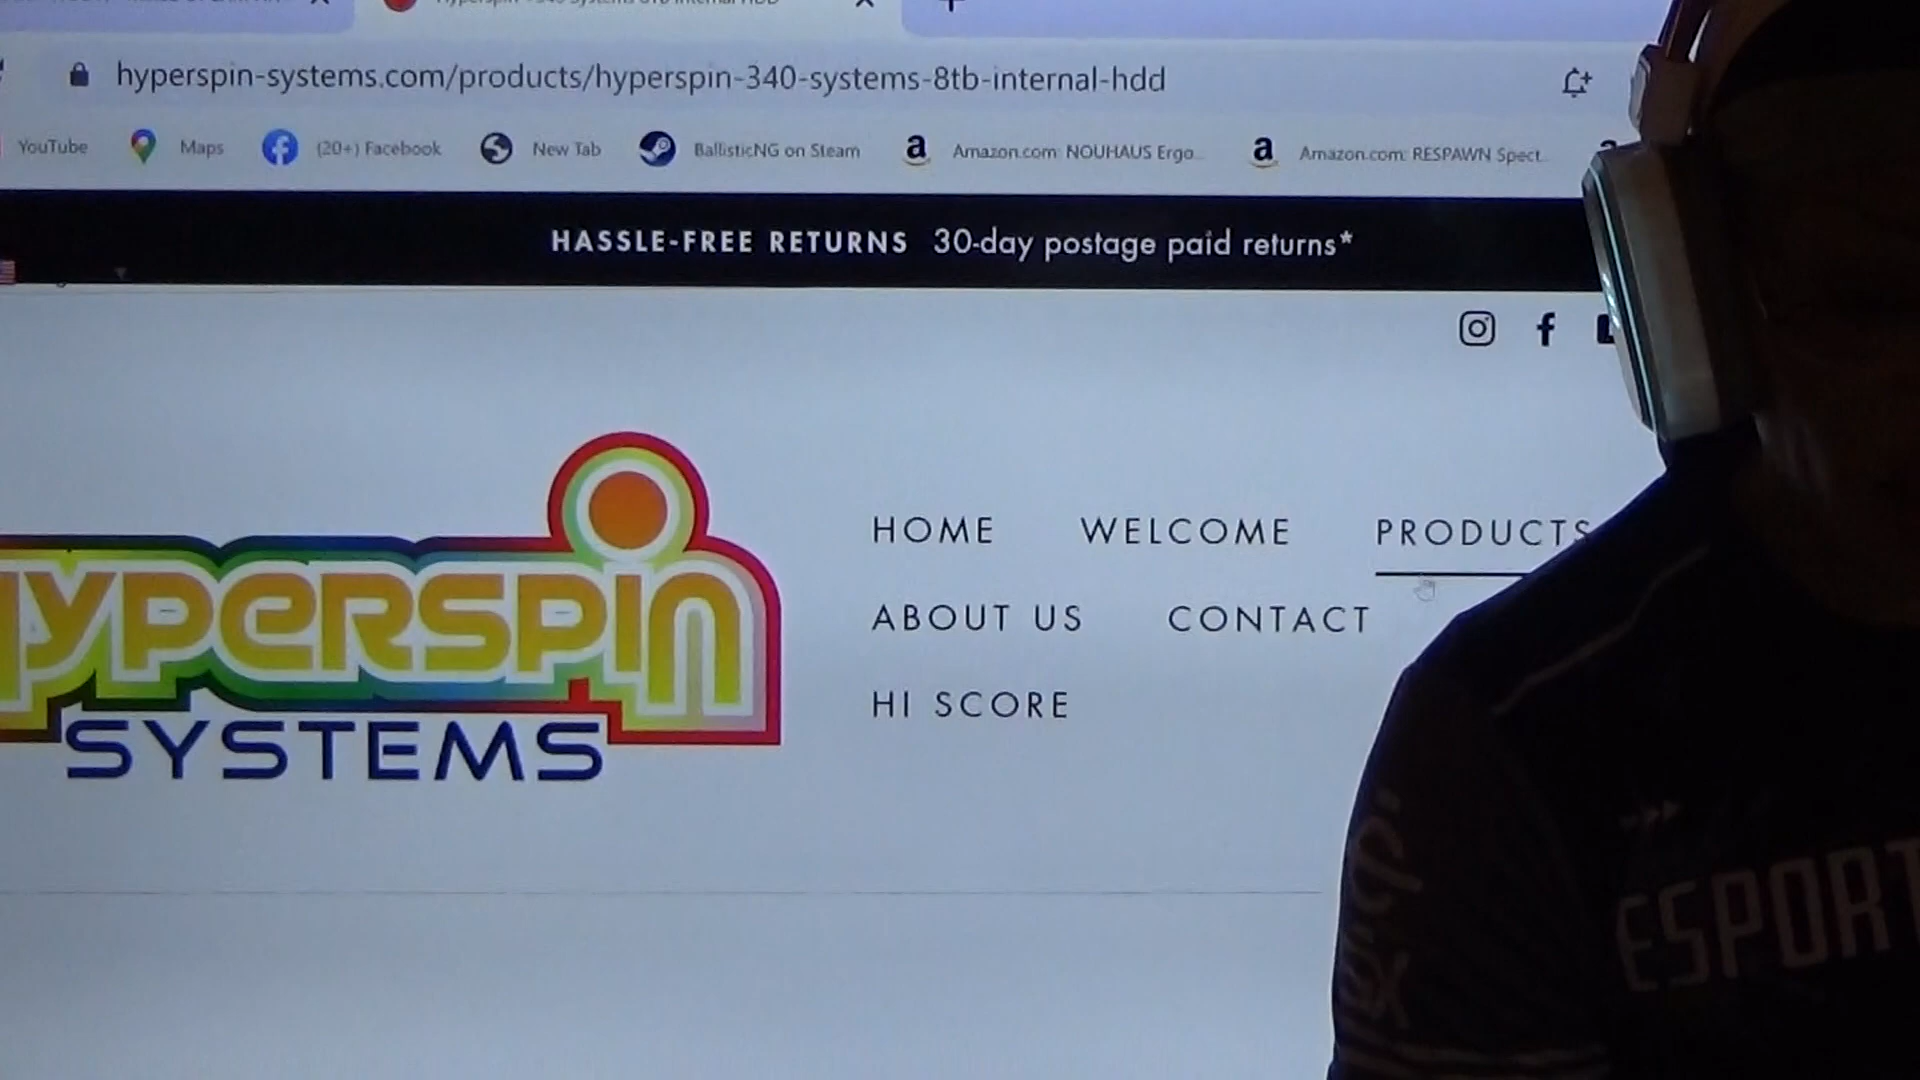 hyperspin-systems.com/products/hyperspin-340-systems-8tb-internal-hdd
YouTube Maps (20+) Facebook New Tab BallisticNG on Steam Amazon.com: NOUHAUS Ergo... Amazon.com: RESPAWN Spect...
HASSLE-FREE RETURNS 30-day postage paid returns*
HOME WELCOME PRODUCTS
ABOUT US CONTACT
HI SCORE
yperspin
SYSTEMS
ESPORT